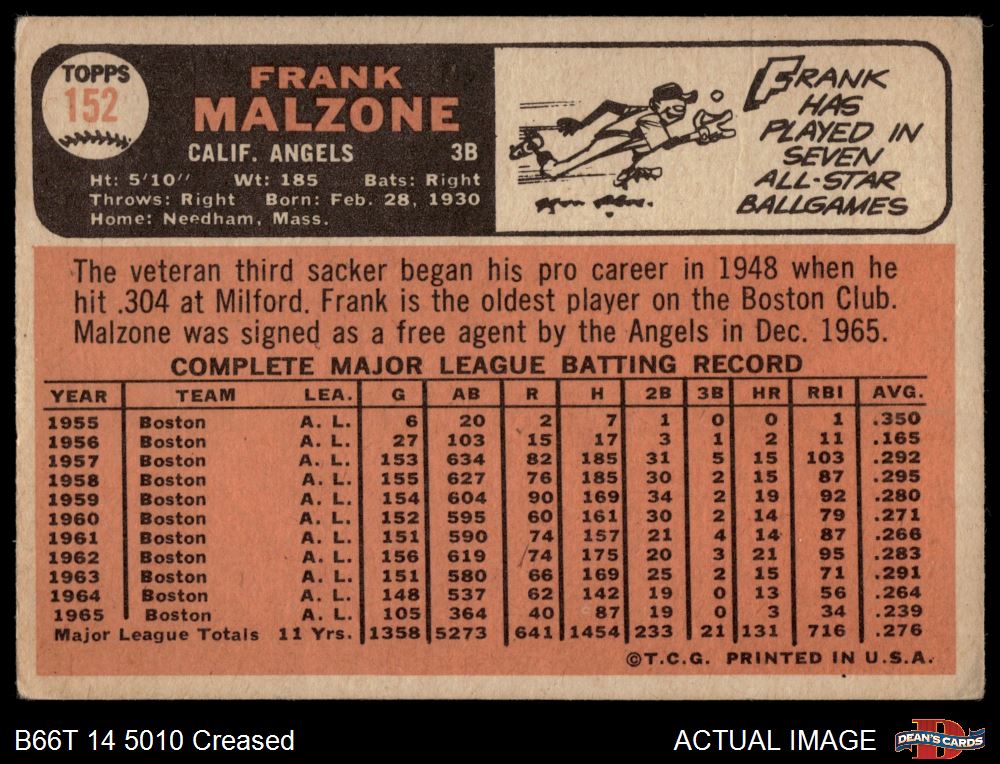 TOPPS
152
FRANK
MALZONE
CALIF. ANGELS 3B
Ht: 5'10" Wt: 185 Bats: Right
Throws: Right Born: Feb. 28, 1930
Home: Needham, Mass.
FRANK
HAS
PLAYED IN
SEVEN
ALL-STAR
BALLGAMES
The veteran third sacker began his pro career in 1948 when he
hit .304 at Milford. Frank is the oldest player on the Boston Club.
Malzone was signed as a free agent by the Angels in Dec. 1965.
COMPLETE MAJOR LEAGUE BATTING RECORD
YEAR TEAM LEA. G AB R H 2B 3B HR RBI AVG.
1955 Boston A. L. 6 20 2 7 1 0 0 1 .350
1956 Boston A. L. 27 103 15 17 3 1 2 11 .165
1957 Boston A. L. 153 634 82 185 31 5 15 103 .292
1958 Boston A. L. 155 627 76 185 30 2 15 87 .295
1959 Boston A. L. 154 604 90 169 34 2 19 92 .280
1960 Boston A. L. 152 595 60 161 30 2 14 79 .271
1961 Boston A. L. 151 590 74 157 21 4 14 87 .266
1962 Boston A. L. 156 619 74 175 20 3 21 95 .283
1963 Boston A. L. 151 580 66 169 25 2 15 71 .291
1964 Boston A. L. 148 537 62 142 19 0 13 56 .264
1965 Boston A. L. 105 364 40 87 19 0 3 34 .239
Major League Totals 11 Yrs. 1358 5273 641 1454 233 21 131 716 .276
©T.C.G. PRINTED IN U.S.A.
B66T 14 5010 Creased
ACTUAL IMAGE
DEAN'S CARDS